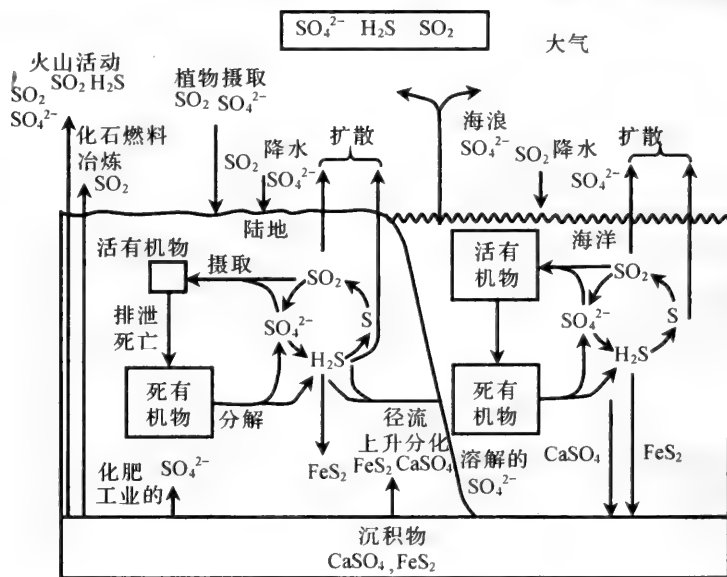 SO₄²⁻ H₂S SO₂
大气
火山活动
SO₂ H₂S
SO₂
SO₄²⁻
植物摄取
SO₂ SO₄²⁻
化石燃料
冶炼
SO₂
降水
SO₂
SO₄²⁻
扩散
海浪
SO₄²⁻
降水
SO₂
SO₄²⁻
扩散
陆地
海洋
活有机物
摄取
SO₂
排泄
死亡
SO₄²⁻
S
H₂S
死有
机物
分解
径流
上升分化
FeS₂
FeS₂ CaSO₄
化肥
工业的
SO₄²⁻
活有
机物
SO₂
SO₄²⁻
S
H₂S
死有
机物
溶解的
SO₄²⁻
CaSO₄
FeS₂
沉积物
CaSO₄,FeS₂